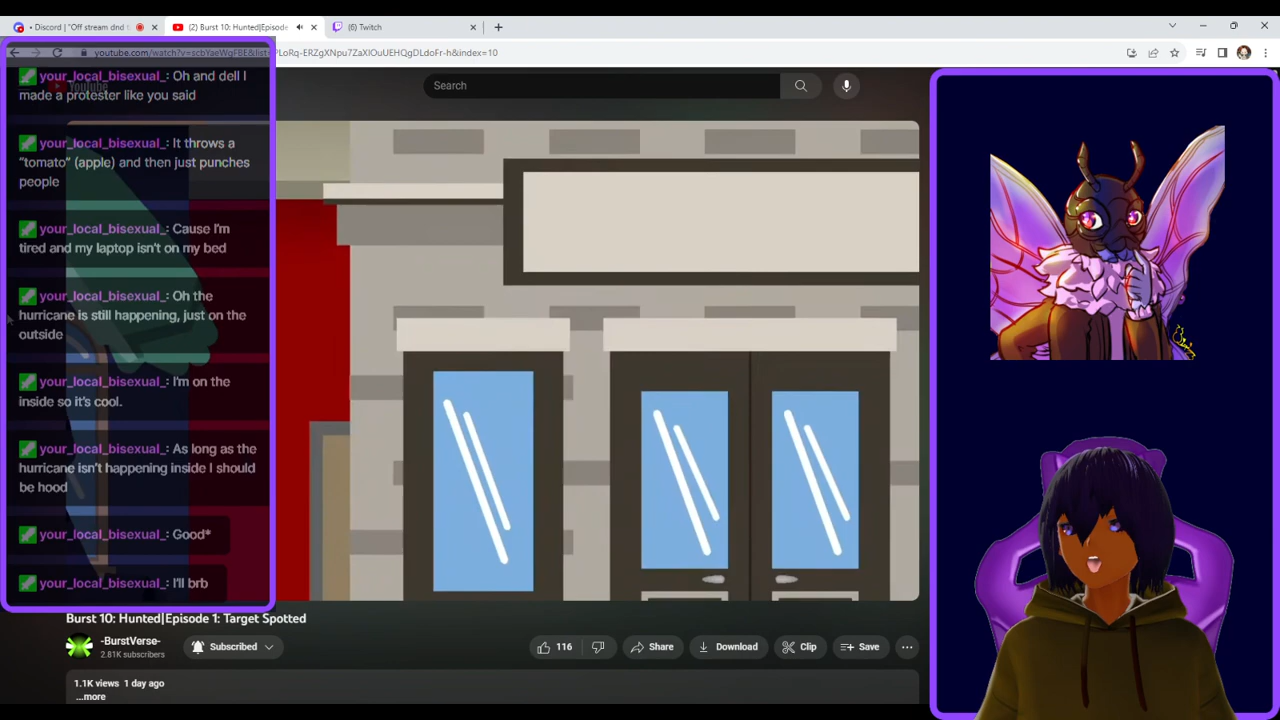 • Discord | "Off stream dnd
(2) Burst 10: Hunted|Episode
(6) Twitch
youtube.com/watch?v=scbYaeWgFBE&list=PLoRq-ERZgXNpu7ZaXlOuUEHQgDLdoFr-h&index=10
YouTube
Search
your_local_bisexual_: Oh and dell I
made a protester like you said
your_local_bisexual_: It throws a
“tomato” (apple) and then just punches
people
your_local_bisexual_: Cause I’m
tired and my laptop isn’t on my bed
your_local_bisexual_: Oh the
hurricane is still happening, just on the
outside
your_local_bisexual_: I’m on the
inside so it’s cool.
your_local_bisexual_: As long as the
hurricane isn’t happening inside I should
be hood
your_local_bisexual_: Good*
your_local_bisexual_: I’ll brb
Burst 10: Hunted|Episode 1: Target Spotted
-BurstVerse-
2.81K subscribers
Subscribed
116
Share
Download
Clip
Save
1.1K views 1 day ago
...more